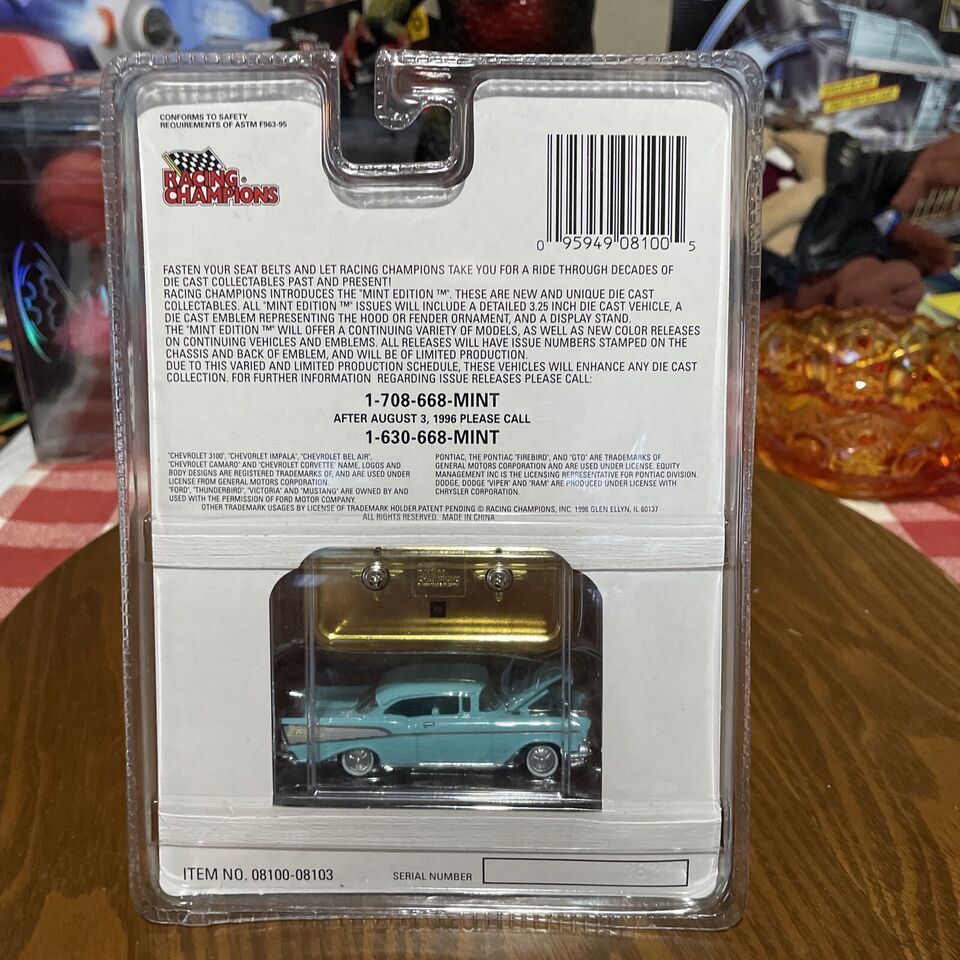 CONFORMS TO SAFETY
REQUIREMENTS OF ASTM F963-95
RACING
CHAMPIONS®
0 95949 08100 5
FASTEN YOUR SEAT BELTS AND LET RACING CHAMPIONS TAKE YOU FOR A RIDE THROUGH DECADES OF
DIE CAST COLLECTABLES PAST AND PRESENT!
RACING CHAMPIONS INTRODUCES THE "MINT EDITION ™". THESE ARE NEW AND UNIQUE DIE CAST
COLLECTABLES. ALL "MINT EDITION ™" ISSUES WILL INCLUDE A DETAILED 3.25 INCH DIE CAST VEHICLE, A
DIE CAST EMBLEM REPRESENTING THE HOOD OR FENDER ORNAMENT, AND A DISPLAY STAND.
THE "MINT EDITION ™" WILL OFFER A CONTINUING VARIETY OF MODELS, AS WELL AS NEW COLOR RELEASES
ON CONTINUING VEHICLES AND EMBLEMS. ALL RELEASES WILL HAVE ISSUE NUMBERS STAMPED ON THE
CHASSIS AND BACK OF EMBLEM, AND WILL BE OF LIMITED PRODUCTION.
DUE TO THIS VARIED AND LIMITED PRODUCTION SCHEDULE, THESE VEHICLES WILL ENHANCE ANY DIE CAST
COLLECTION. FOR FURTHER INFORMATION REGARDING ISSUE RELEASES PLEASE CALL:
1-708-668-MINT
AFTER AUGUST 3, 1996 PLEASE CALL
1-630-668-MINT
"CHEVROLET 3100", "CHEVORLET IMPALA", "CHEVROLET BEL AIR",
"CHEVROLET CAMARO" AND "CHEVROLET CORVETTE" NAME, LOGOS AND
BODY DESIGNS ARE REGISTERED TRADEMARKS OF, AND ARE USED UNDER
LICENSE FROM GENERAL MOTORS CORPORATION.
"FORD", "THUNDERBIRD", "VICTORIA" AND "MUSTANG" ARE OWNED BY AND
USED WITH THE PERMISSION OF FORD MOTOR COMPANY.
PONTIAC, THE PONTIAC "FIREBIRD", AND "GTO" ARE TRADEMARKS OF
GENERAL MOTORS CORPORATION AND ARE USED UNDER LICENSE. EQUITY
MANAGEMENT INC IS THE LICENSING REPRESENTATIVE FOR PONTIAC DIVISION.
DODGE, DODGE "VIPER" AND "RAM" ARE PRODUCED UNDER LICENSE WITH
CHRYSLER CORPORATION.
OTHER TRADEMARK USAGES BY LICENSE OF TRADEMARK HOLDER.PATENT PENDING © RACING CHAMPIONS, INC. 1996 GLEN ELLYN, IL 60137
ALL RIGHTS RESERVED. MADE IN CHINA
ITEM NO. 08100-08103
SERIAL NUMBER